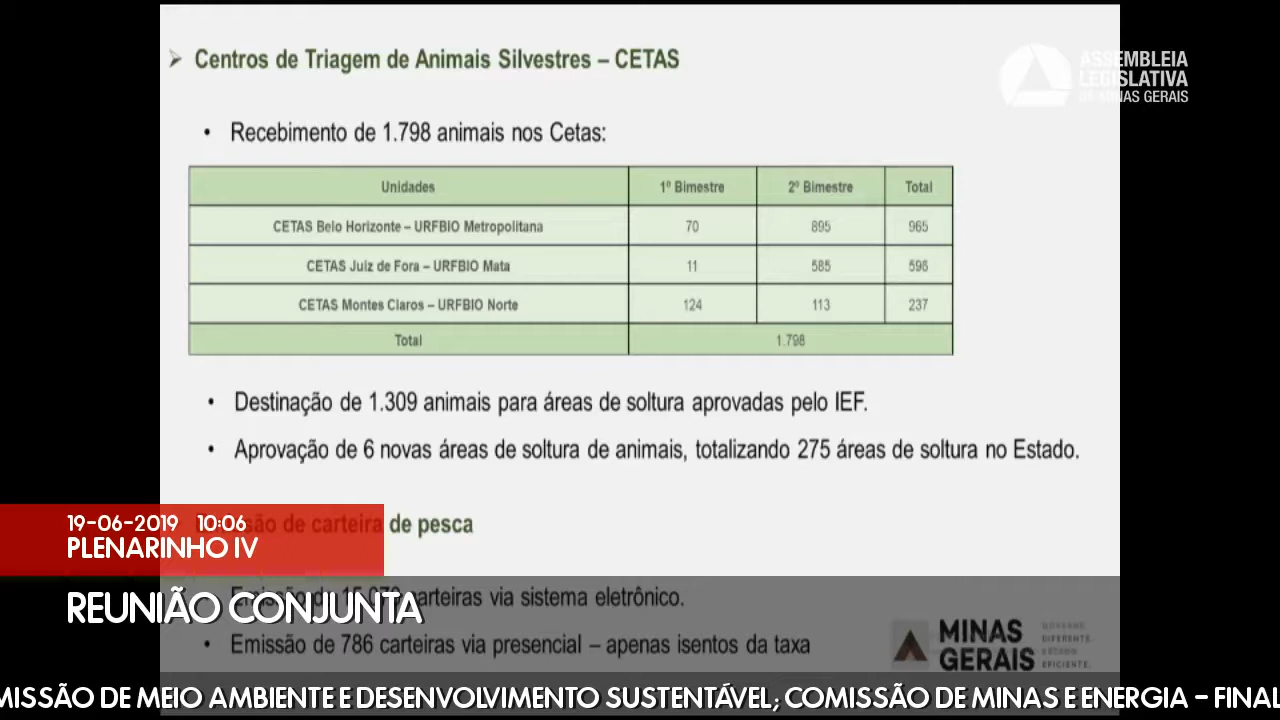 Centros de Triagem de Animais Silvestres – CETAS
ASSEMBLEIA
LEGISLATIVA
DE MINAS GERAIS
• Recebimento de 1.798 animais nos Cetas:
Unidades 1º Bimestre 2º Bimestre Total
CETAS Belo Horizonte – URFBIO Metropolitana 70 895 965
CETAS Juiz de Fora – URFBIO Mata 11 585 596
CETAS Montes Claros – URFBIO Norte 124 113 237
Total 1.798
• Destinação de 1.309 animais para áreas de soltura aprovadas pelo IEF.
• Aprovação de 6 novas áreas de soltura de animais, totalizando 275 áreas de soltura no Estado.
de carteira de pesca
19-06-2019 10:06
PLENARINHO IV
carteiras via sistema eletrônico.
REUNIÃO CONJUNTA
• Emissão de 786 carteiras via presencial – apenas isentos da taxa
MINAS
GERAIS
GOVERNO
DIFERENTE.
ESTADO
EFICIENTE.
MISSÃO DE MEIO AMBIENTE E DESENVOLVIMENTO SUSTENTÁVEL; COMISSÃO DE MINAS E ENERGIA – FINAL